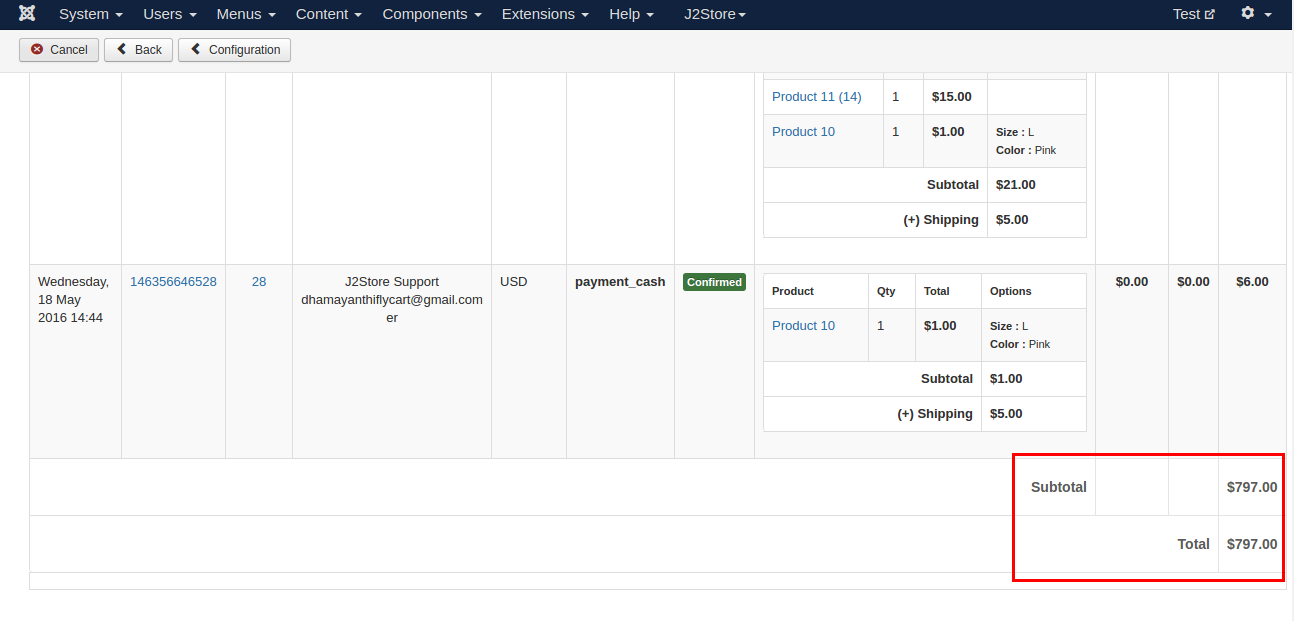 System Users Menus Content Components Extensions Help J2Store Test
Cancel Back Configuration
Product 11 (14) 1 $15.00
Product 10 1 $1.00 Size : L
Color : Pink
Subtotal $21.00
(+) Shipping $5.00
Wednesday, 18 May 2016 14:44
146356646528
28
J2Store Support
dhamayanthiflycart@gmail.com
er
USD
payment_cash
Confirmed
Product Qty Total Options
Product 10 1 $1.00 Size : L
Color : Pink
Subtotal $1.00
(+) Shipping $5.00
$0.00 $0.00 $6.00
Subtotal $797.00
Total $797.00